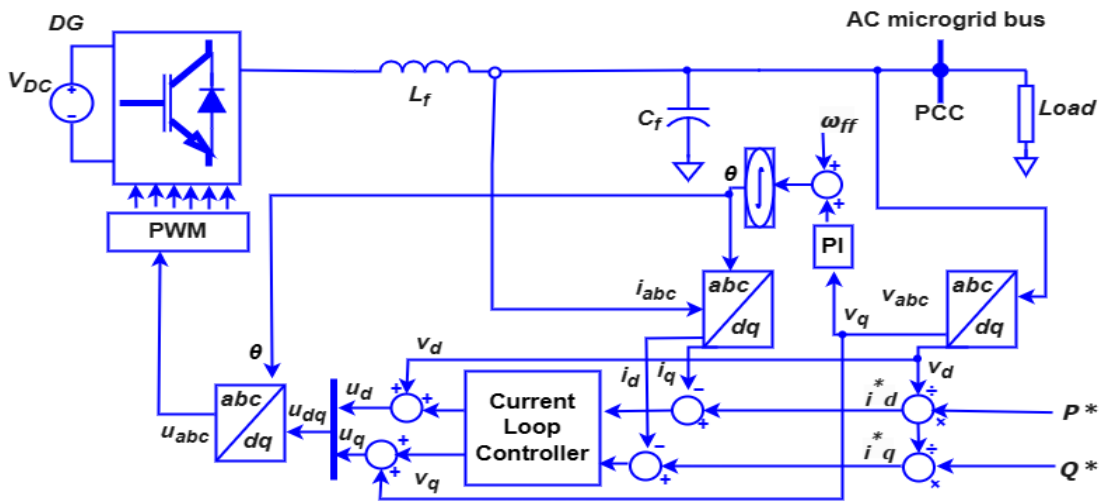 DG
AC microgrid bus
V_DC
+
−
L_f
C_f
PCC
Load
ω_ff
+
+
θ
∫
PI
PWM
i_abc
abc
dq
v_abc
abc
dq
v_q
θ
v_d
i_d
i_q
v_d
abc
dq
u_abc
u_dq
u_d
u_q
+
+
+
+
v_q
Current
Loop
Controller
−
+
−
+
i*_d
÷
×
P*
i*_q
÷
×
Q*